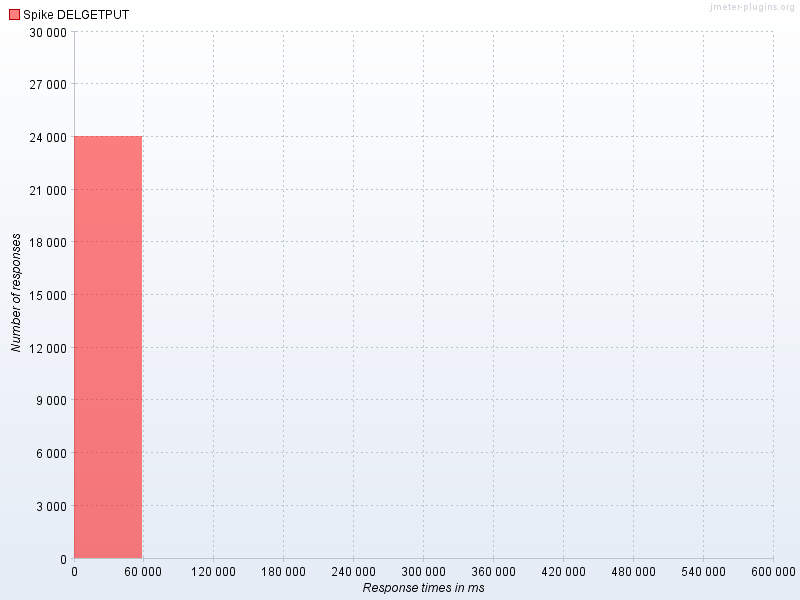 jmeter-plugins.org
Spike DELGETPUT
30 000
27 000
24 000
21 000
18 000
15 000
12 000
9 000
6 000
3 000
0
Number of responses
0 60 000 120 000 180 000 240 000 300 000 360 000 420 000 480 000 540 000 600 000
Response times in ms